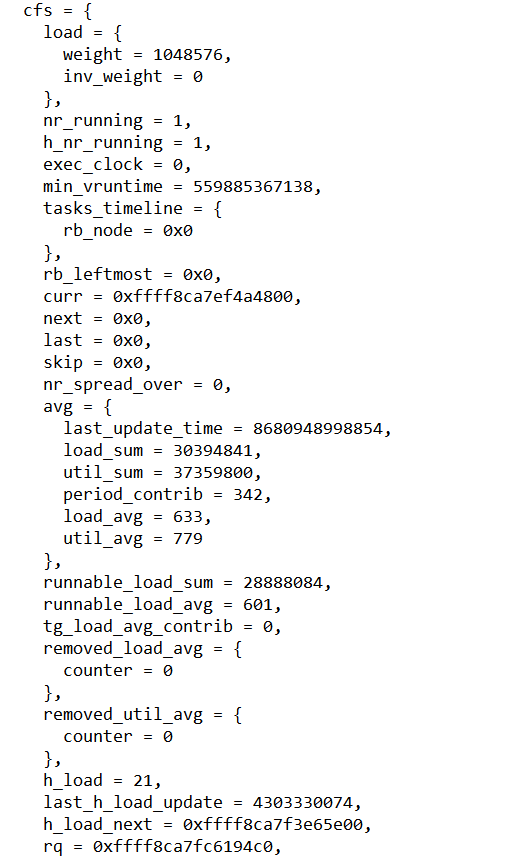 cfs = {
load = {
weight = 1048576,
inv_weight = 0
},
nr_running = 1,
h_nr_running = 1,
exec_clock = 0,
min_vruntime = 559885367138,
tasks_timeline = {
rb_node = 0x0
},
rb_leftmost = 0x0,
curr = 0xffff8ca7ef4a4800,
next = 0x0,
last = 0x0,
skip = 0x0,
nr_spread_over = 0,
avg = {
last_update_time = 8680948998854,
load_sum = 30394841,
util_sum = 37359800,
period_contrib = 342,
load_avg = 633,
util_avg = 779
},
runnable_load_sum = 28888084,
runnable_load_avg = 601,
tg_load_avg_contrib = 0,
removed_load_avg = {
counter = 0
},
removed_util_avg = {
counter = 0
},
h_load = 21,
last_h_load_update = 4303330074,
h_load_next = 0xffff8ca7f3e65e00,
rq = 0xffff8ca7fc6194c0,